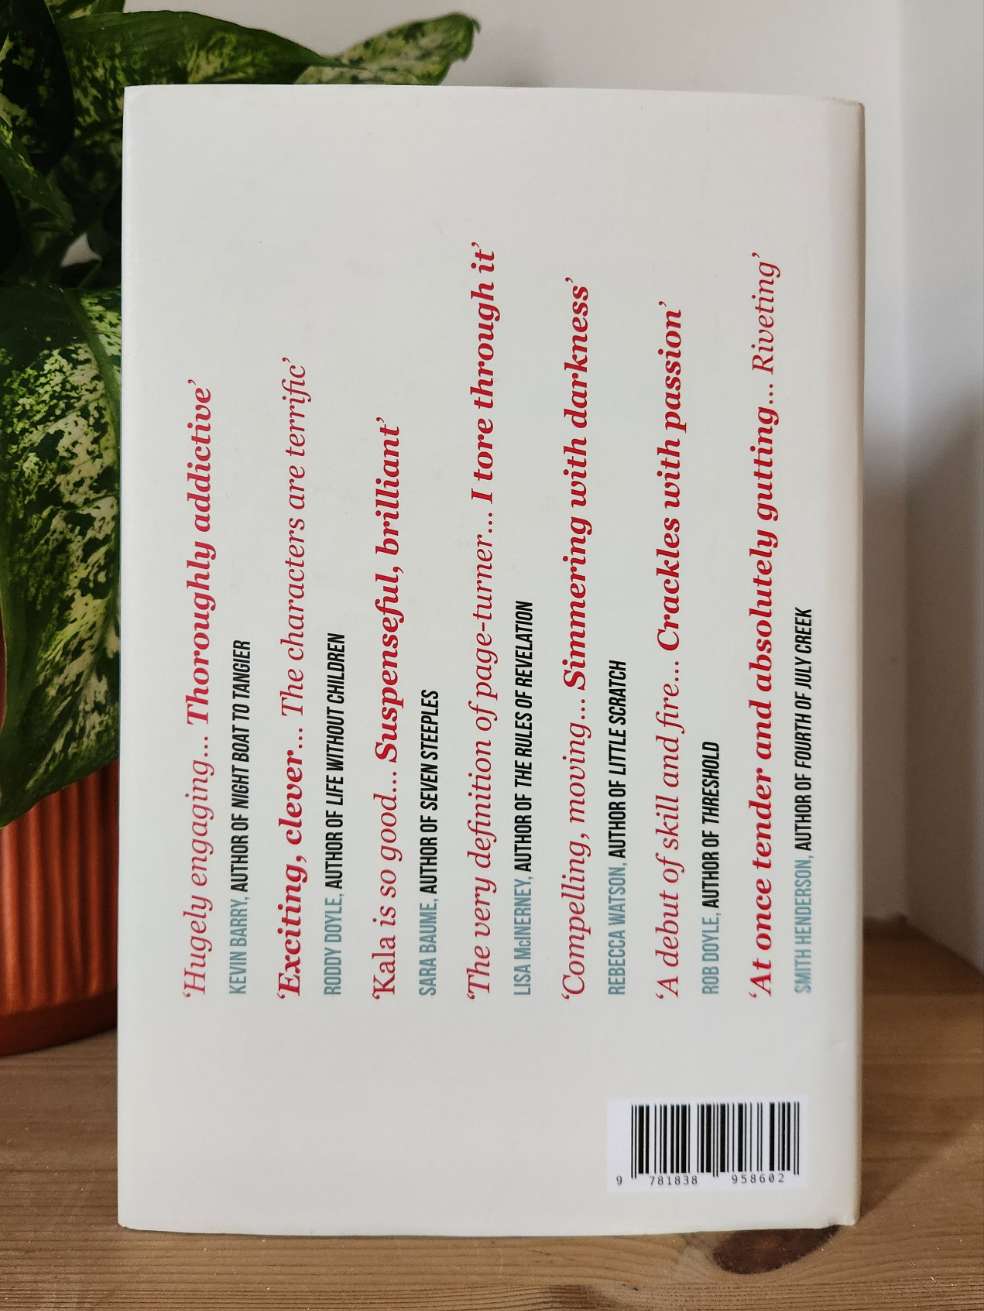 ‘Hugely engaging... Thoroughly addictive’
KEVIN BARRY, AUTHOR OF NIGHT BOAT TO TANGIER
‘Exciting, clever... The characters are terrific’
RODDY DOYLE, AUTHOR OF LIFE WITHOUT CHILDREN
‘Kala is so good... Suspenseful, brilliant’
SARA BAUME, AUTHOR OF SEVEN STEEPLES
‘The very definition of page-turner... I tore through it’
LISA McINERNEY, AUTHOR OF THE RULES OF REVELATION
‘Compelling, moving... Simmering with darkness’
REBECCA WATSON, AUTHOR OF LITTLE SCRATCH
‘A debut of skill and fire... Crackles with passion’
ROB DOYLE, AUTHOR OF THRESHOLD
‘At once tender and absolutely gutting... Riveting’
SMITH HENDERSON, AUTHOR OF FOURTH OF JULY CREEK
9 781838 958602